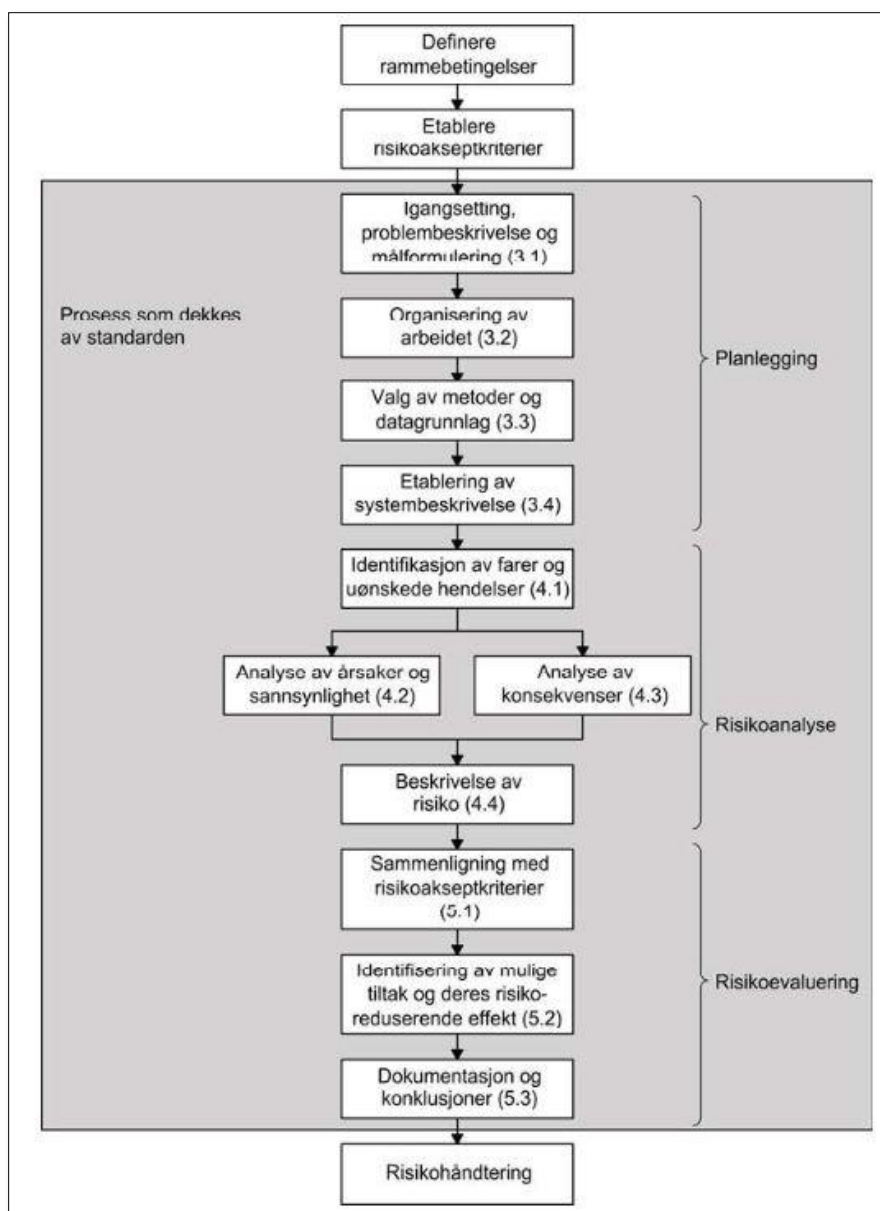 Definere
rammebetingelser
Etablere
risikoakseptkriterier
Igangsetting,
problembeskrivelse og
målformulering (3.1)
Prosess som dekkes
av standarden
Organisering av
arbeidet (3.2)
Valg av metoder og
datagrunnlag (3.3)
Etablering av
systembeskrivelse (3.4)
Planlegging
Identifikasjon av farer og
uønskede hendelser (4.1)
Analyse av årsaker og
sannsynlighet (4.2)
Analyse av
konsekvenser (4.3)
Beskrivelse av
risiko (4.4)
Risikoanalyse
Sammenligning med
risikoakseptkriterier
(5.1)
Identifisering av mulige
tiltak og deres risiko-
reduserende effekt (5.2)
Dokumentasjon og
konklusjoner (5.3)
Risikoevaluering
Risikohåndtering